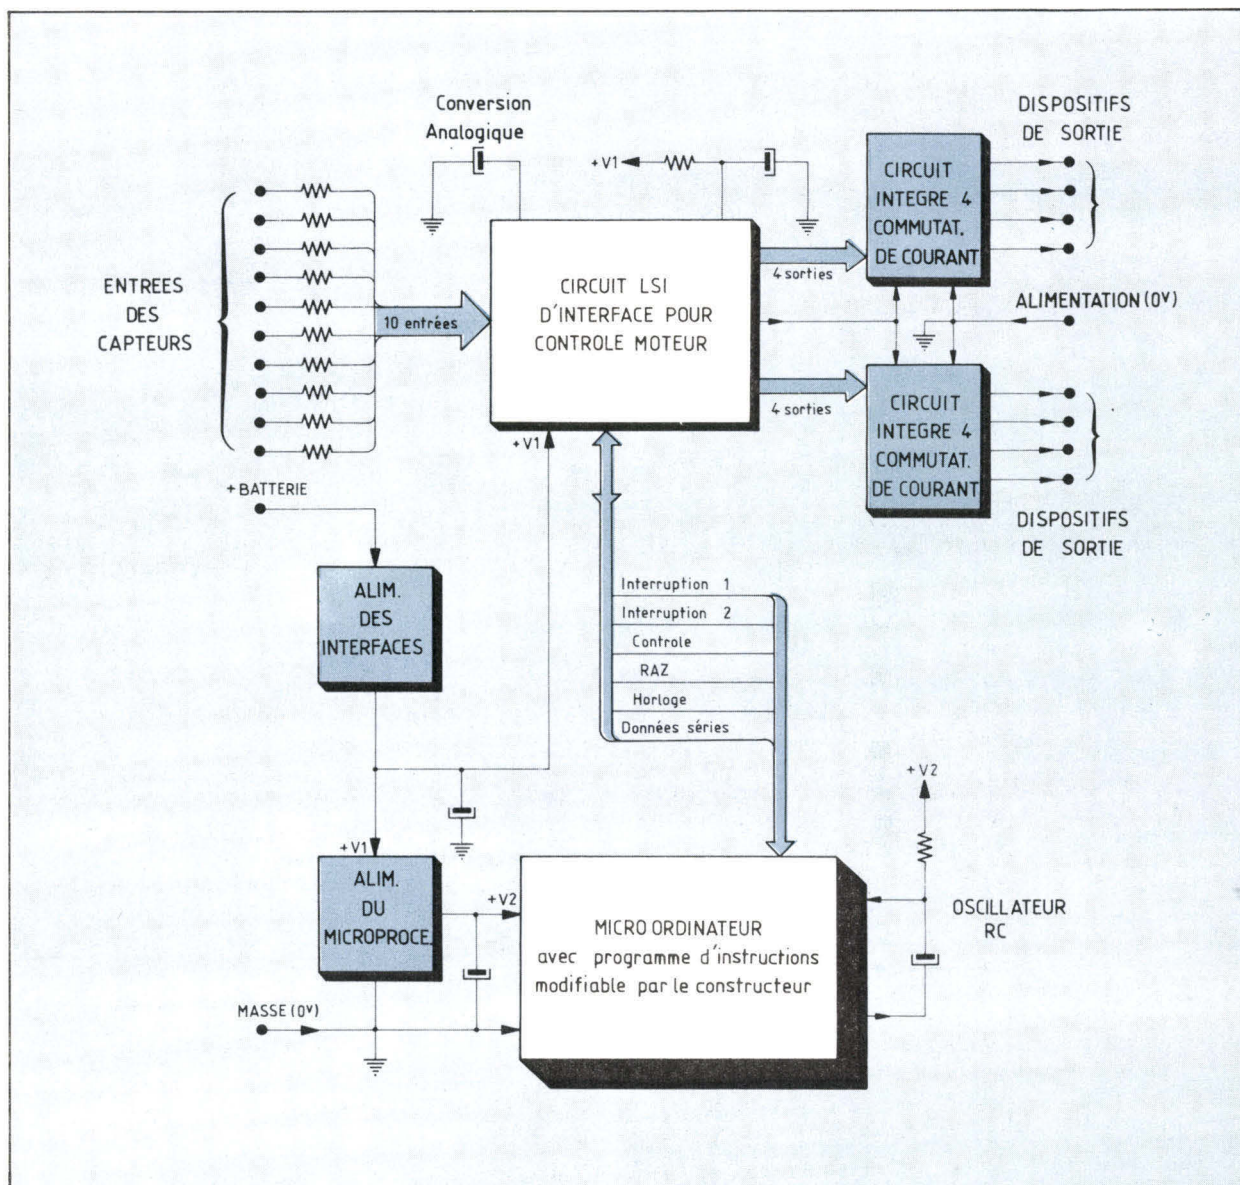 Conversion
Analogique
+V1
DISPOSITIFS
DE SORTIE
CIRCUIT
INTEGRE 4
COMMUTAT.
DE COURANT
ENTREES
DES
CAPTEURS
10 entrées
CIRCUIT LSI
D'INTERFACE POUR
CONTROLE MOTEUR
4 sorties
ALIMENTATION (0V)
4 sorties
CIRCUIT
INTEGRE 4
COMMUTAT.
DE COURANT
DISPOSITIFS
DE SORTIE
+V1
+BATTERIE
ALIM.
DES
INTERFACES
Interruption 1
Interruption 2
Controle
RAZ
Horloge
Données séries
+V2
+V1
ALIM.
DU
MICROPROCE.
+V2
MICRO ORDINATEUR
avec programme d'instructions
modifiable par le constructeur
OSCILLATEUR
RC
MASSE (0V)